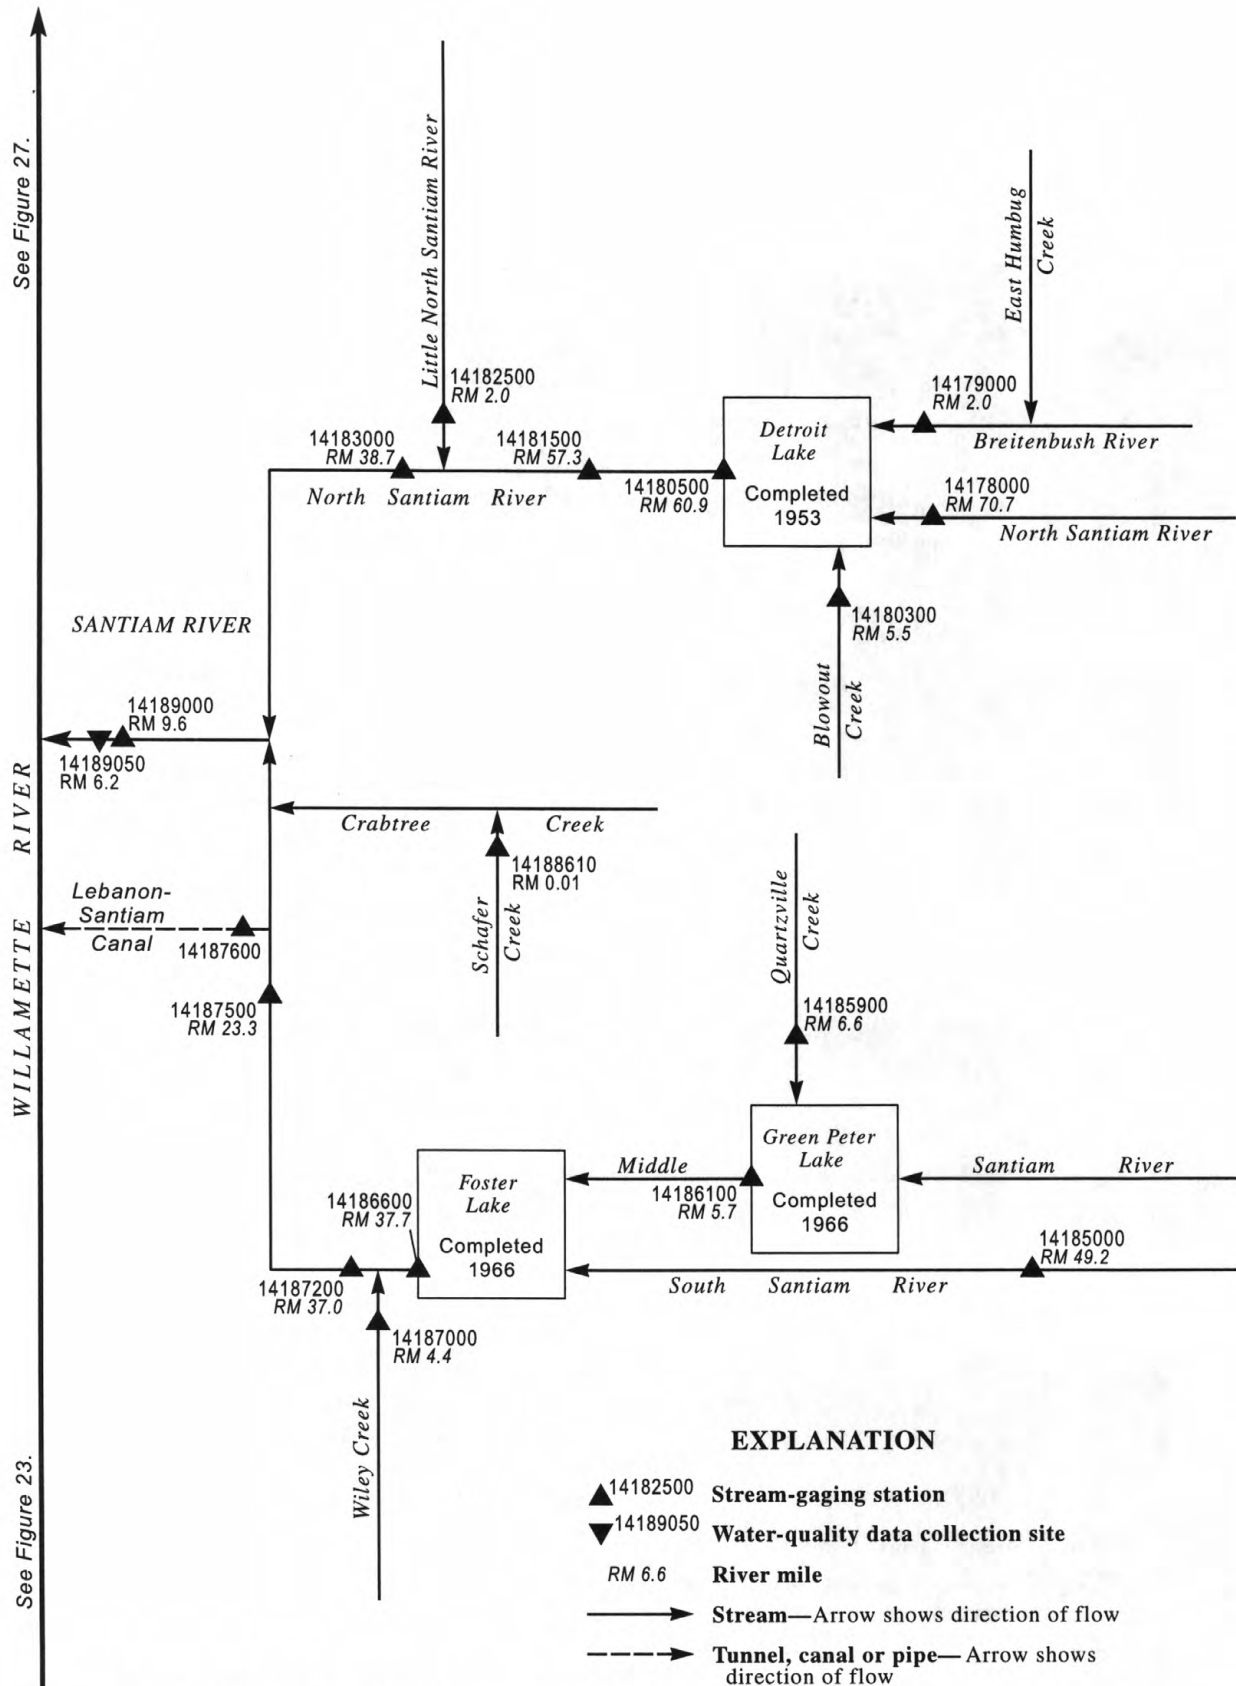 See Figure 27.
Little North Santiam River
East Humbug
Creek
14182500
RM 2.0
14179000
RM 2.0
Breitenbush River
14183000
RM 38.7
14181500
RM 57.3
North Santiam River
14180500
RM 60.9
Detroit
Lake
Completed
1953
14178000
RM 70.7
North Santiam River
14180300
RM 5.5
Blowout
Creek
SANTIAM RIVER
14189000
RM 9.6
14189050
RM 6.2
WILLAMETTE RIVER
Crabtree Creek
14188610
RM 0.01
Schafer
Creek
Lebanon-
Santiam
Canal
14187600
14187500
RM 23.3
Quartzville
Creek
14185900
RM 6.6
Green Peter
Lake
Completed
1966
Middle
Santiam River
14186100
RM 5.7
14186600
RM 37.7
Foster
Lake
Completed
1966
14185000
RM 49.2
South Santiam River
14187200
RM 37.0
14187000
RM 4.4
Wiley Creek
See Figure 23.
EXPLANATION
14182500 Stream-gaging station
14189050 Water-quality data collection site
RM 6.6 River mile
Stream—Arrow shows direction of flow
Tunnel, canal or pipe— Arrow shows
direction of flow